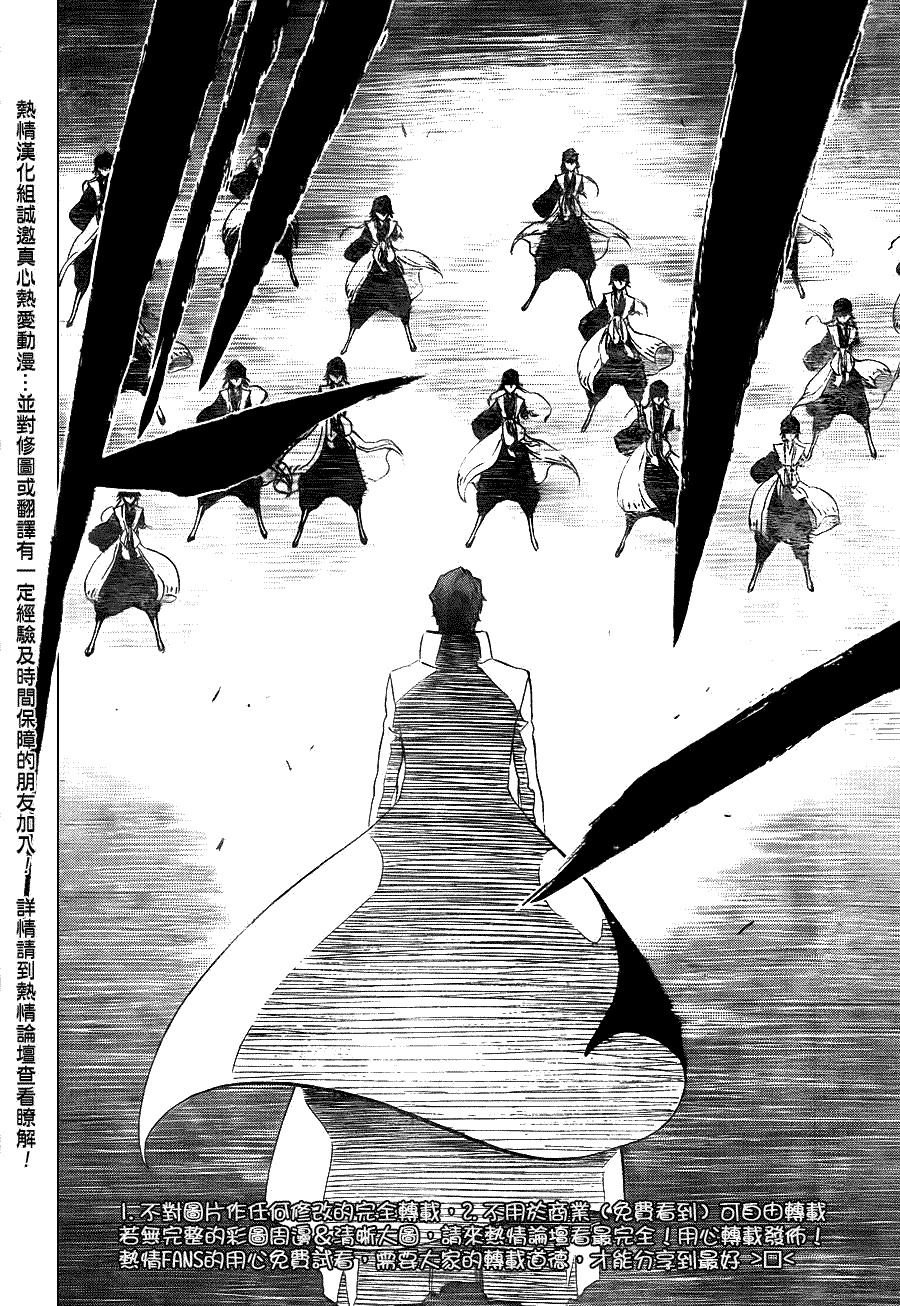 熱情漢化組誠邀真心熱愛動漫…並對修圖或翻譯有一定經驗及時間保障的朋友加入!——詳情請到熱情論壇查看瞭解!
1.不對圖片作任何修改的完全轉載,2.不用於商業(免費看到)可自由轉載
若無完整的彩圖周漫&清晰大圖,請來熱情論壇看最完全!用心轉載發佈!
熱情FANS的用心免費試看,需要大家的轉載道德,才能分享到最好 >□<